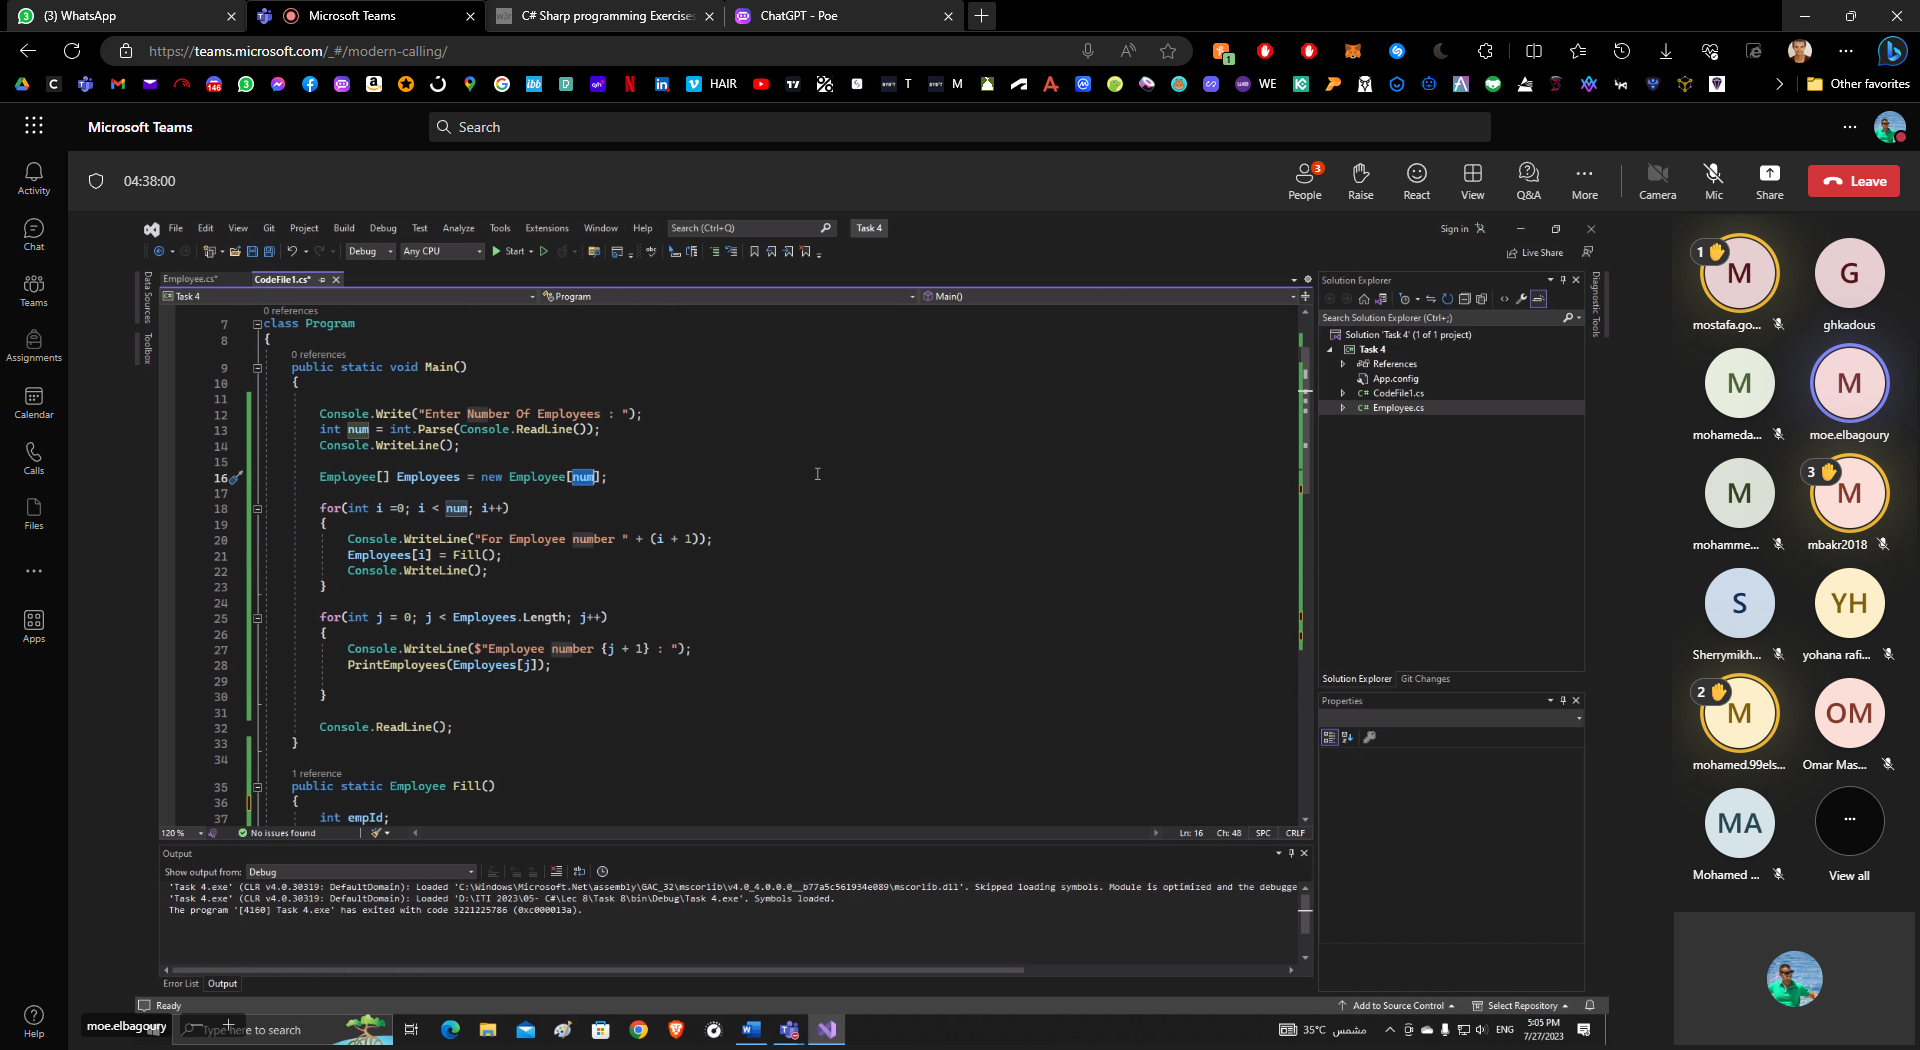 (3) WhatsApp
Microsoft Teams
C# Sharp programming Exercises
ChatGPT - Poe
https://teams.microsoft.com/_#/modern-calling/
1
146
HAIR
T
M
WE
Other favorites
Microsoft Teams
Search
Activity
04:38:00
3
People
Raise
React
View
Q&A
More
Camera
Mic
Share
Leave
Chat
Teams
Assignments
Calendar
Calls
Files
Apps
Help
File Edit View Git Project Build Debug Test Analyze Tools Extensions Window Help Search (Ctrl+Q) Task 4
Sign in
Debug Any CPU Start
Live Share
Data Sources
Toolbox
Employee.cs*
CodeFile1.cs*
Task 4
Program
Main()
0 references
7 class Program
8 {
0 references
9 public static void Main()
10 {
11
12 Console.Write("Enter Number Of Employees : ");
13 int num = int.Parse(Console.ReadLine());
14 Console.WriteLine();
15
16 Employee[] Employees = new Employee[num];
17
18 for(int i =0; i < num; i++)
19 {
20 Console.WriteLine("For Employee number " + (i + 1));
21 Employees[i] = Fill();
22 Console.WriteLine();
23 }
24
25 for(int j = 0; j < Employees.Length; j++)
26 {
27 Console.WriteLine($"Employee number {j + 1} : ");
28 PrintEmployees(Employees[j]);
29
30 }
31
32 Console.ReadLine();
33 }
34
1 reference
35 public static Employee Fill()
36 {
37 int empId;
120 %
No issues found
Ln: 16 Ch: 48 SPC CRLF
Output
Show output from: Debug
'Task 4.exe' (CLR v4.0.30319: DefaultDomain): Loaded 'C:\Windows\Microsoft.Net\assembly\GAC_32\mscorlib\v4.0_4.0.0.0__b77a5c561934e089\mscorlib.dll'. Skipped loading symbols. Module is optimized and the debugge
'Task 4.exe' (CLR v4.0.30319: DefaultDomain): Loaded 'D:\ITI 2023\05- C#\Lec 8\Task 8\bin\Debug\Task 4.exe'. Symbols loaded.
The program '[4160] Task 4.exe' has exited with code 3221225786 (0xc000013a).
Error List
Output
Ready
Add to Source Control
Select Repository
Solution Explorer
Search Solution Explorer (Ctrl+;)
Solution 'Task 4' (1 of 1 project)
Task 4
References
App.config
C# CodeFile1.cs
C# Employee.cs
Solution Explorer
Git Changes
Properties
Diagnostic Tools
moe.elbagoury
Type here to search
35°C مشمس
ENG
5:05 PM
7/27/2023
1
M
mostafa.go...
G
ghkadous
M
mohameda...
M
moe.elbagoury
M
mohamme...
3
M
mbakr2018
S
Sherrymikh...
YH
yohana rafi...
2
M
mohamed.99els...
OM
Omar Mas...
MA
Mohamed ...
View all